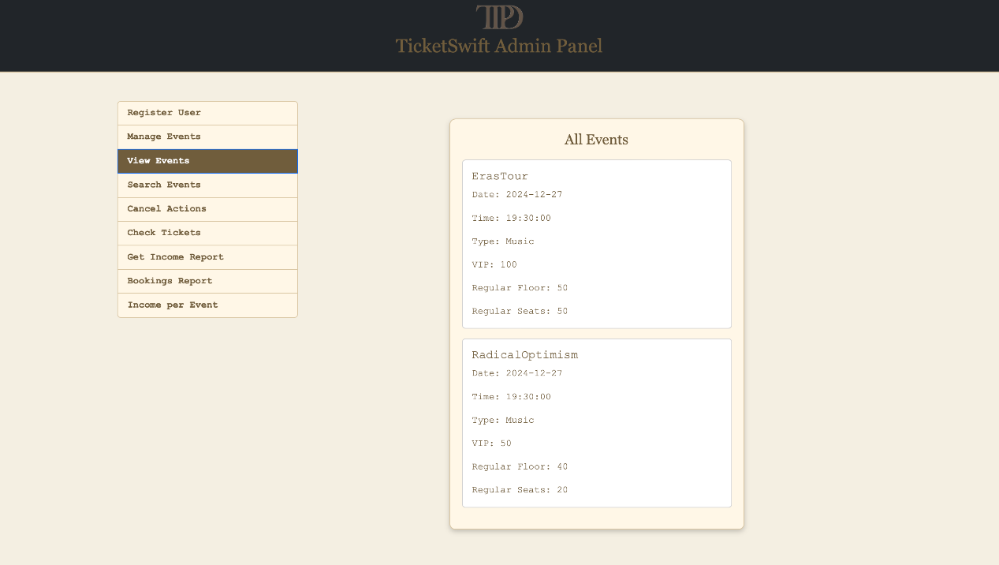 TTPD
TicketSwift Admin Panel
Register User
Manage Events
View Events
Search Events
Cancel Actions
Check Tickets
Get Income Report
Bookings Report
Income per Event
All Events
ErasTour
Date: 2024-12-27
Time: 19:30:00
Type: Music
VIP: 100
Regular Floor: 50
Regular Seats: 50
RadicalOptimism
Date: 2024-12-27
Time: 19:30:00
Type: Music
VIP: 50
Regular Floor: 40
Regular Seats: 20